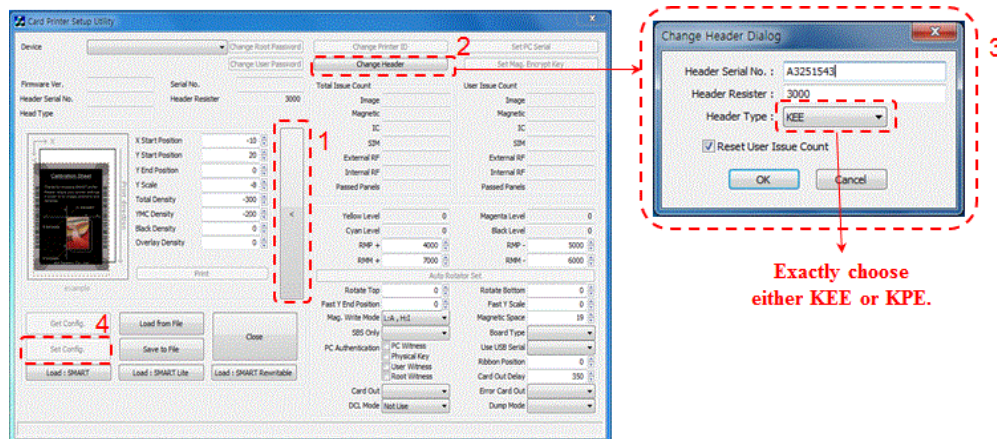 Card Printer Setup Utility
Device
Change Root Password
Change Printer ID
Set PC Serial
Change User Password
Change Header
Set Mag. Encrypt Key
2
Firmware Ver.
Serial No.
Total Issue Count
User Issue Count
Header Serial No.
Header Resister
3000
Image
Image
Head Type
Magnetic
Magnetic
IC
IC
SIM
SIM
External RF
External RF
Internal RF
Internal RF
Passed Panels
Passed Panels
1
X
Calibration Sheet
X Start Position -10
Y Start Position 20
Y End Position 0
Y Scale -8
Total Density -300
YMC Density -200
Black Density 0
Overlay Density 0
<
Print
example
Yellow Level 0
Magenta Level 0
Cyan Level 0
Black Level 0
RMP + 4000
RMP - 5000
RMM + 7000
RMM - 6000
Auto Rotator Set.
Rotate Top 0
Rotate Bottom 0
Fast Y End Position 0
Fast Y Scale 0
Mag. Write Mode L:A , H:I
Magnetic Space 19
SBS Only
Board Type
PC Authentication
PC Witness
Physical Key
User Witness
Root Witness
Use USB Serial
Ribbon Position 0
Card Out Delay 350
Card Out
Error Card Out
DCL Mode Not Use
Dump Mode
4
Get Config.
Load from File
Close
Set Config.
Save to File
Load : SMART
Load : SMART Lite
Load : SMART Rewritable
3
Change Header Dialog
Header Serial No. : A3251543
Header Resister : 3000
Header Type : KEE
Reset User Issue Count
OK
Cancel
Exactly choose
either KEE or KPE.